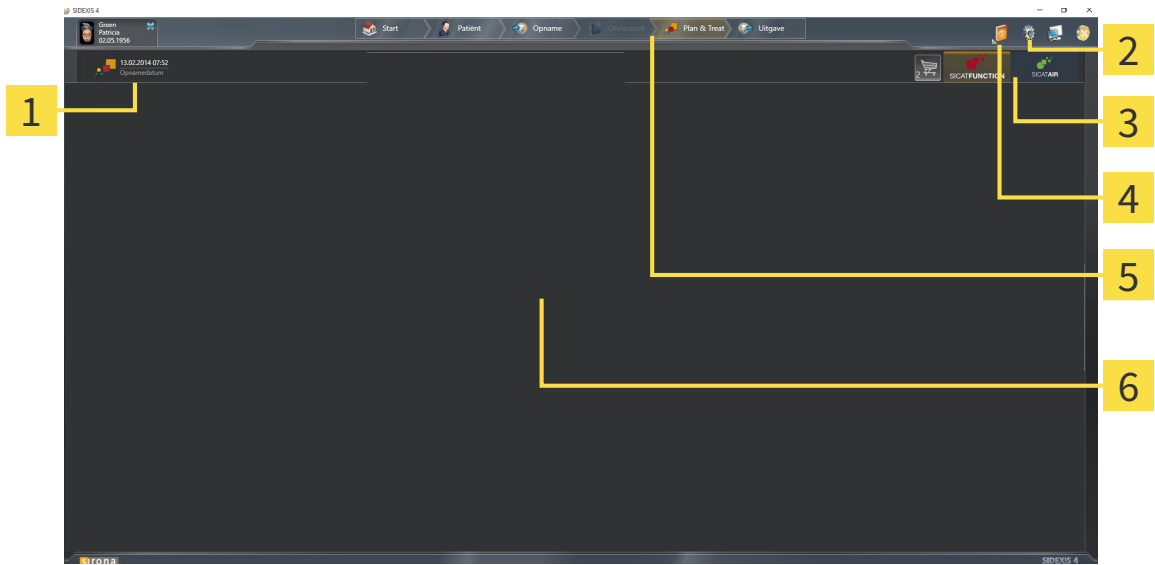 SIDEXIS 4
Green
Patricia
02.05.1956
Start
Patiënt
Opname
Onderzoek
Plan & Treat
Uitgave
13.02.2014 07:52
Opnamedatum
2
SICATFUNCTION
SICATAIR
1
2
3
4
5
6
sirona
SIDEXIS 4